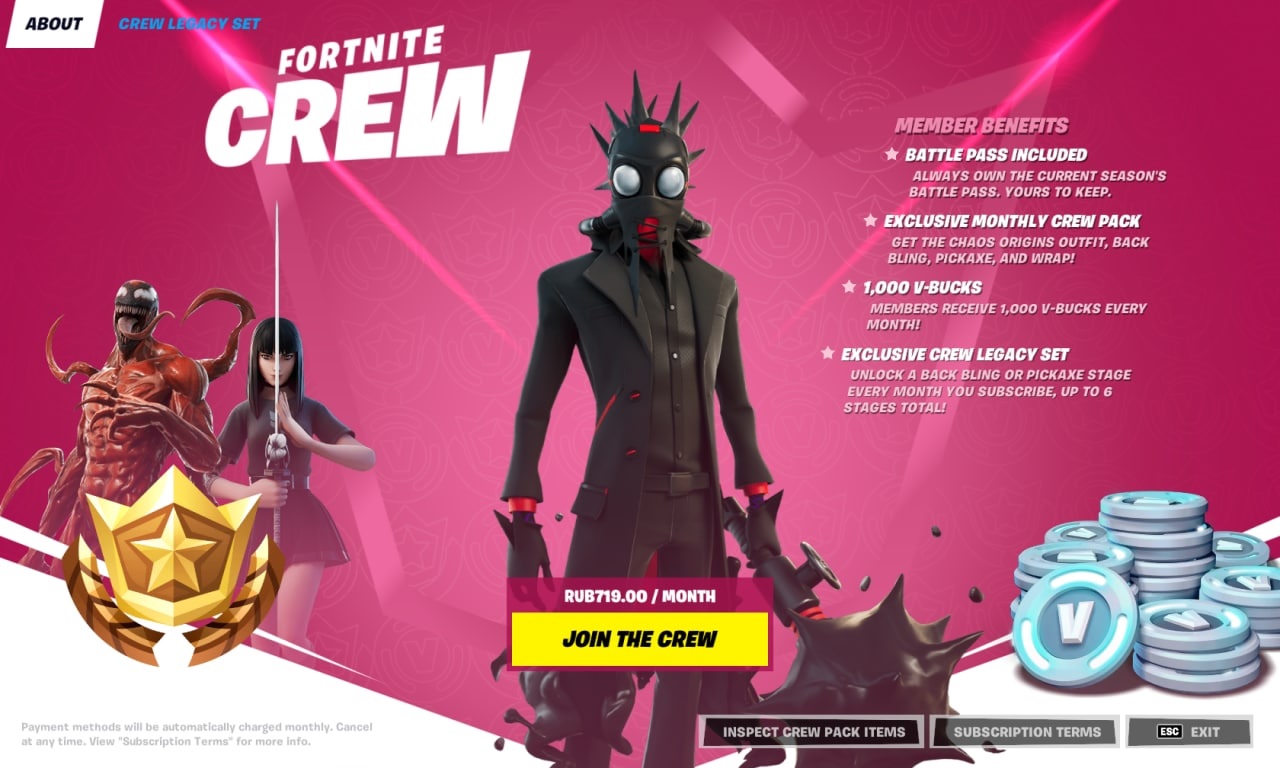 ABOUT
CREW LEGACY SET
FORTNITE
CREW
MEMBER BENEFITS
BATTLE PASS INCLUDED
ALWAYS OWN THE CURRENT SEASON'S
BATTLE PASS. YOURS TO KEEP.
EXCLUSIVE MONTHLY CREW PACK
GET THE CHAOS ORIGINS OUTFIT, BACK
BLING, PICKAXE, AND WRAP!
1,000 V-BUCKS
MEMBERS RECEIVE 1,000 V-BUCKS EVERY
MONTH!
EXCLUSIVE CREW LEGACY SET
UNLOCK A BACK BLING OR PICKAXE STAGE
EVERY MONTH YOU SUBSCRIBE, UP TO 6
STAGES TOTAL!
V
RUB719.00 / MONTH
JOIN THE CREW
Payment methods will be automatically charged monthly. Cancel
at any time. View "Subscription Terms" for more info.
INSPECT CREW PACK ITEMS
SUBSCRIPTION TERMS
ESC EXIT